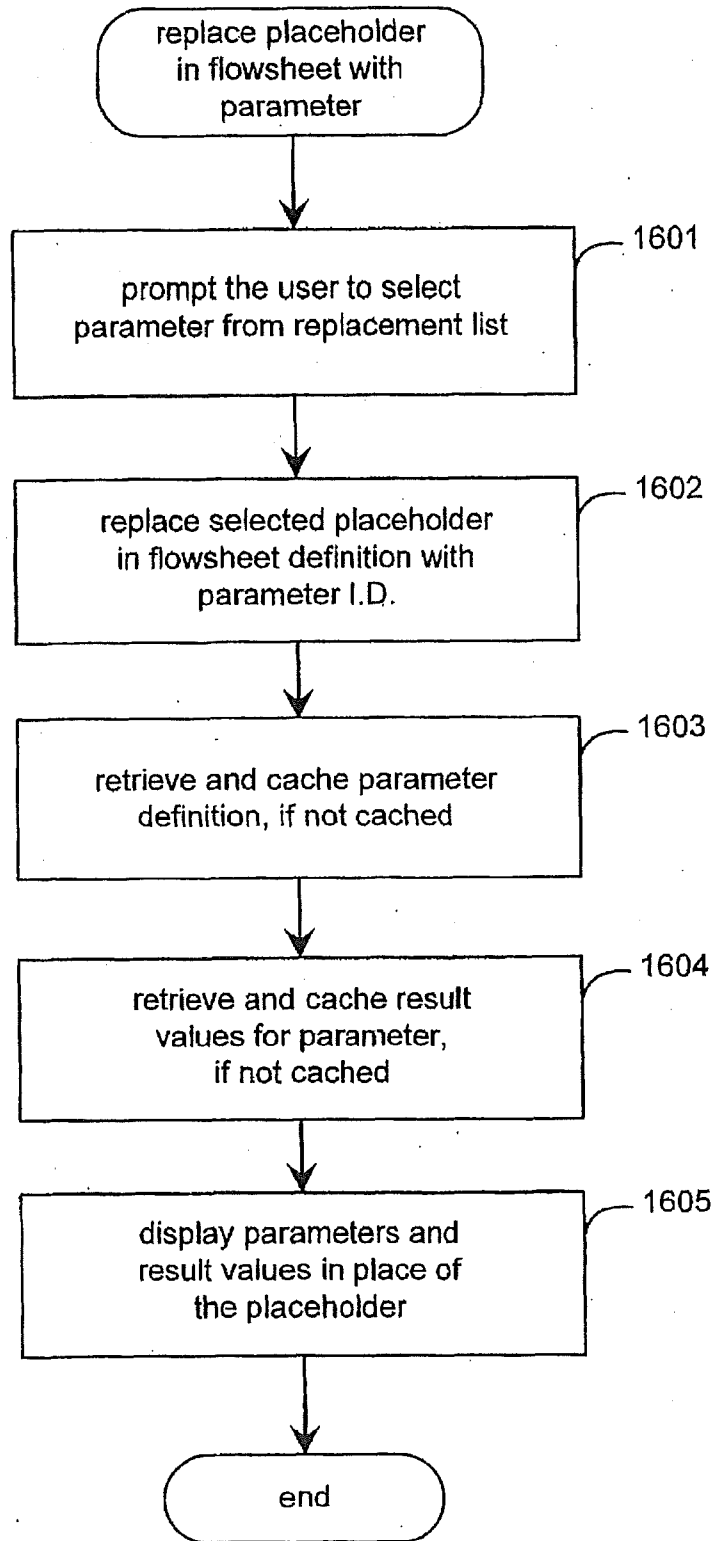 replace placeholder
in flowsheet with
parameter
1601
prompt the user to select
parameter from replacement list
1602
replace selected placeholder
in flowsheet definition with
parameter I.D.
1603
retrieve and cache parameter
definition, if not cached
1604
retrieve and cache result
values for parameter,
if not cached
1605
display parameters and
result values in place of
the placeholder
end